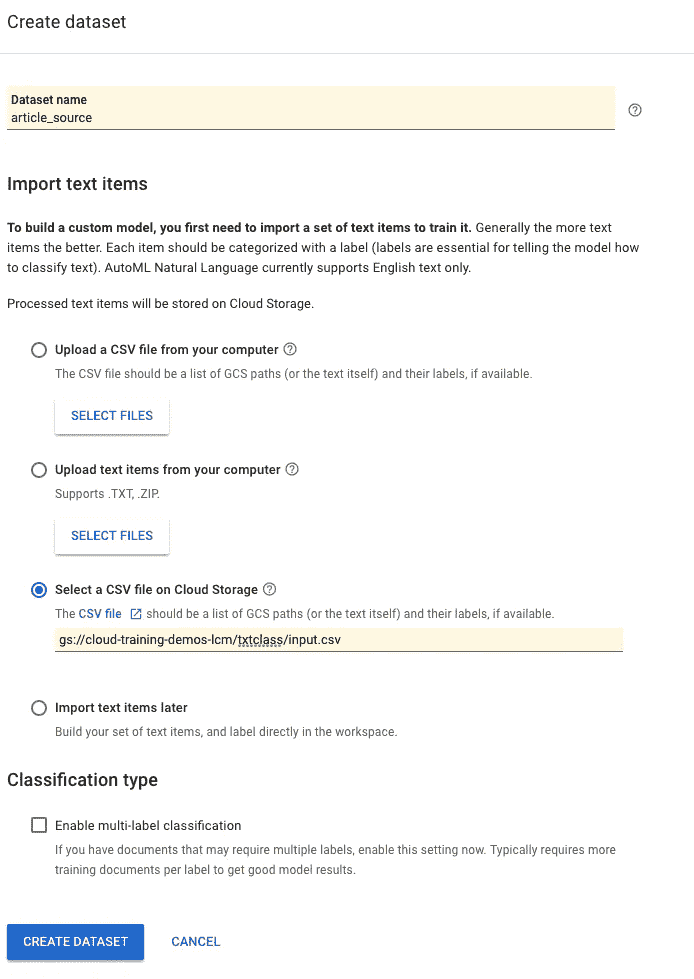 Create dataset
Dataset name
article_source
Import text items
To build a custom model, you first need to import a set of text items to train it. Generally the more text
items the better. Each item should be categorized with a label (labels are essential for telling the model how
to classify text). AutoML Natural Language currently supports English text only.
Processed text items will be stored on Cloud Storage.
Upload a CSV file from your computer
The CSV file should be a list of GCS paths (or the text itself) and their labels, if available.
SELECT FILES
Upload text items from your computer
Supports .TXT, .ZIP.
SELECT FILES
Select a CSV file on Cloud Storage
The CSV file should be a list of GCS paths (or the text itself) and their labels, if available.
gs://cloud-training-demos-lcm/txtclass/input.csv
Import text items later
Build your set of text items, and label directly in the workspace.
Classification type
Enable multi-label classification
If you have documents that may require multiple labels, enable this setting now. Typically requires more
training documents per label to get good model results.
CREATE DATASET CANCEL